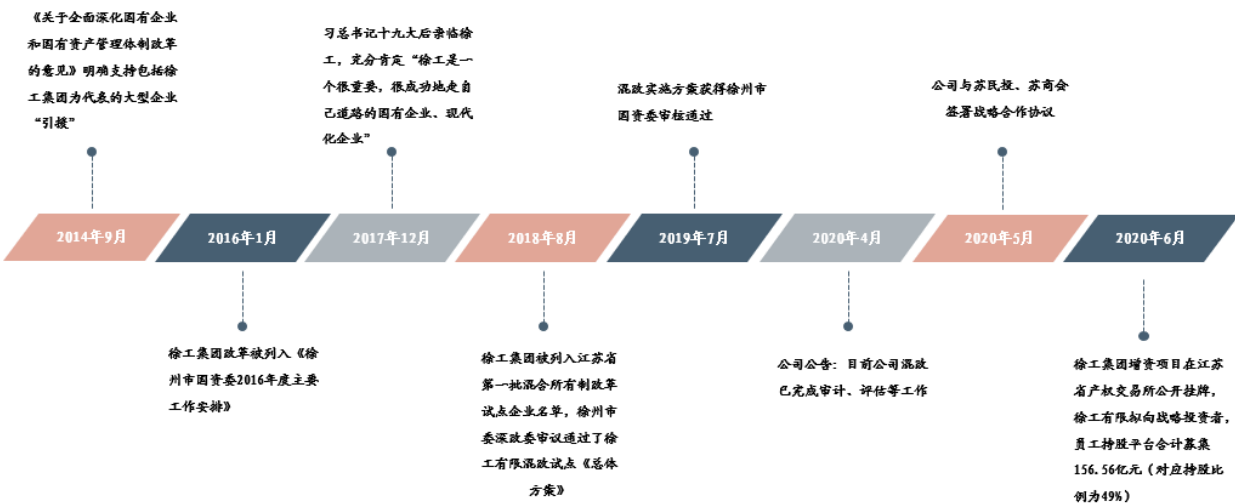 《关于全面深化国有企业
和国有资产管理体制改革
的意见》明确支持包括徐
工集团为代表的大型企业
“引援”
习总书记十九大后亲临徐
工，充分肯定“徐工是一
个很重要，很成功地走自
己道路的国有企业、现代
化企业”
混改实施方案获得徐州市
国资委审核通过
公司与苏民投、苏商会
签署战略合作协议
2014年9月
2016年1月
2017年12月
2018年8月
2019年7月
2020年4月
2020年5月
2020年6月
徐工集团改革被列入《徐
州市国资委2016年度主要
工作安排》
徐工集团被列入江苏省
第一批混合所有制改革
试点企业名单，徐州市
委深改委审议通过了徐
工有限混改试点《总体
方案》
公司公告：目前公司混改
已完成审计、评估等工作
徐工集团增资项目在江苏
省产权交易所公开挂牌，
徐工有限拟向战略投资者，
员工持股平台合计募集
156.56亿元（对应持股比
例为49%）